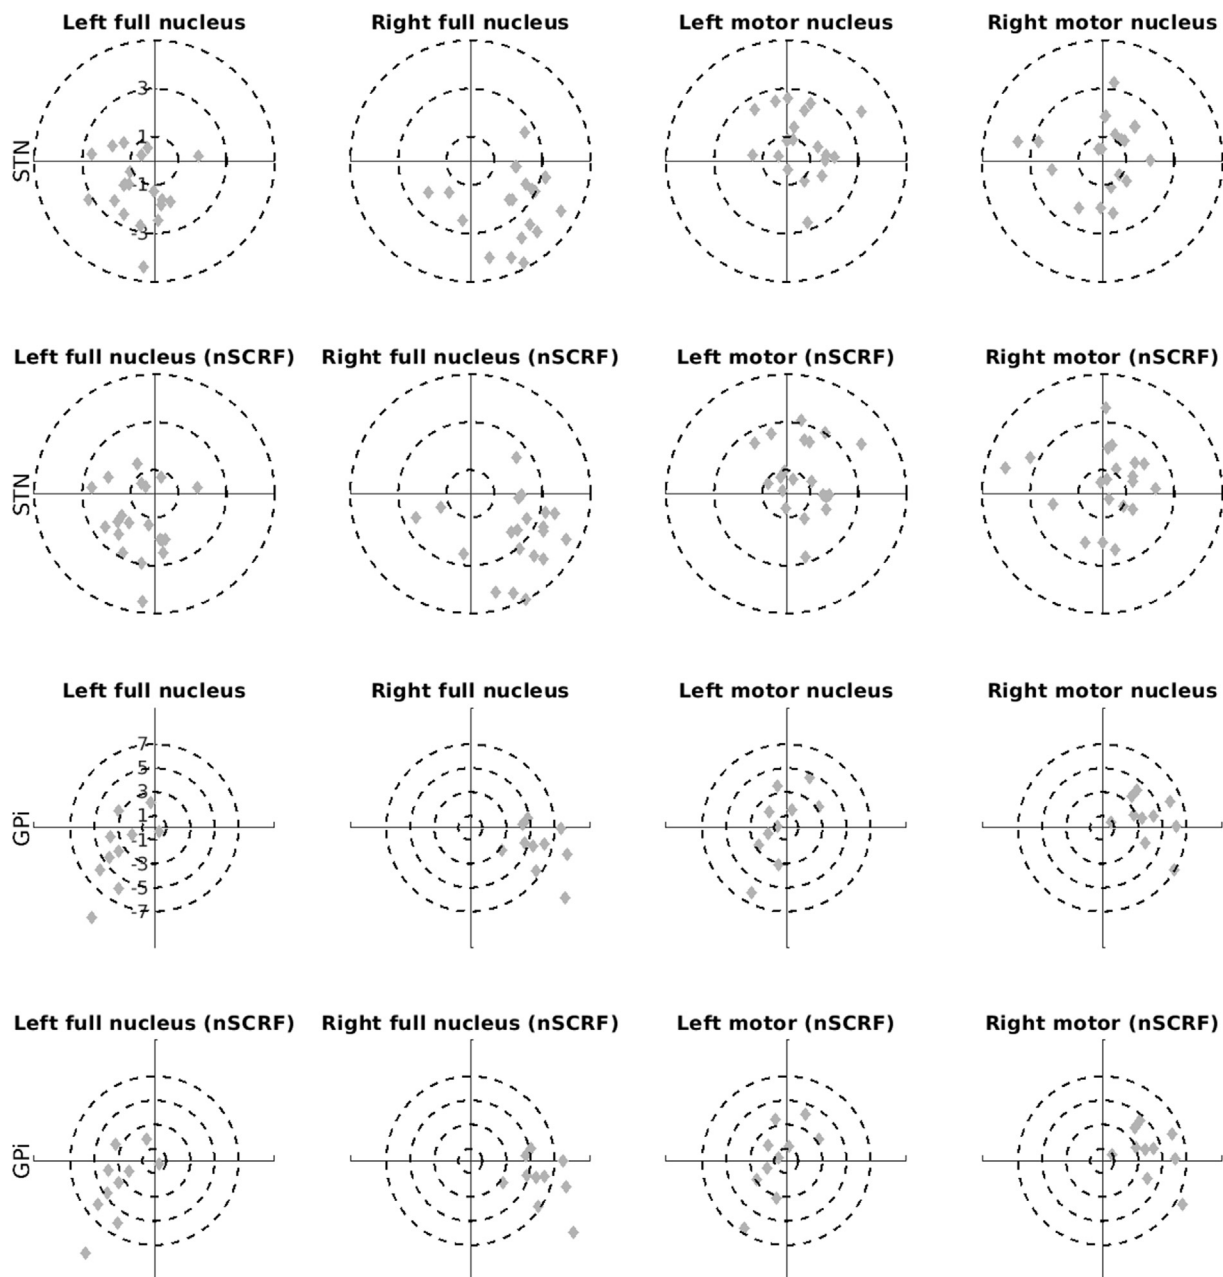 Left full nucleus
Right full nucleus
Left motor nucleus
Right motor nucleus
STN
3
1
-1
-3
Left full nucleus (nSCRF)
Right full nucleus (nSCRF)
Left motor (nSCRF)
Right motor (nSCRF)
STN
Left full nucleus
Right full nucleus
Left motor nucleus
Right motor nucleus
GPi
7
5
3
1
-1
-3
-5
-7
Left full nucleus (nSCRF)
Right full nucleus (nSCRF)
Left motor (nSCRF)
Right motor (nSCRF)
GPi